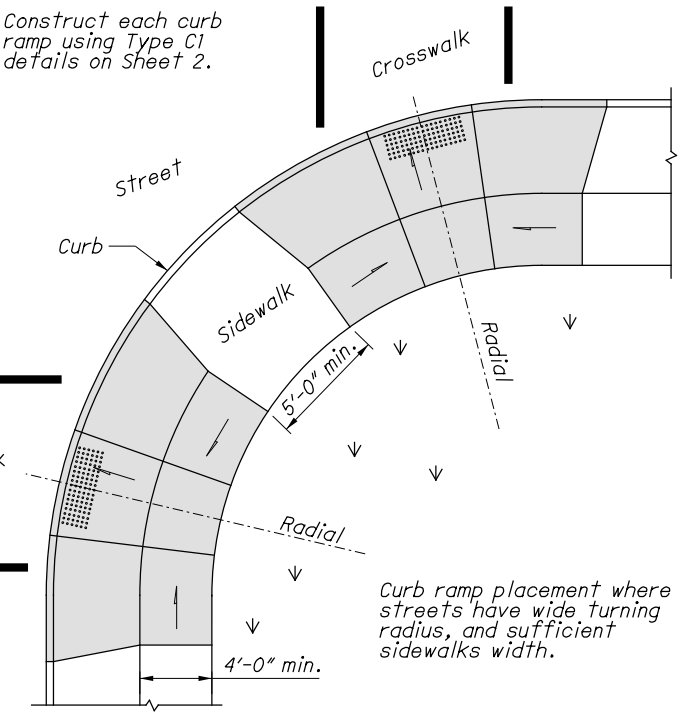 Construct each curb
ramp using Type C1
details on Sheet 2.
Crosswalk
Street
Curb
Sidewalk
5'-0" min.
Radial
Radial
Curb ramp placement where
streets have wide turning
radius, and sufficient
sidewalks width.
4'-0" min.